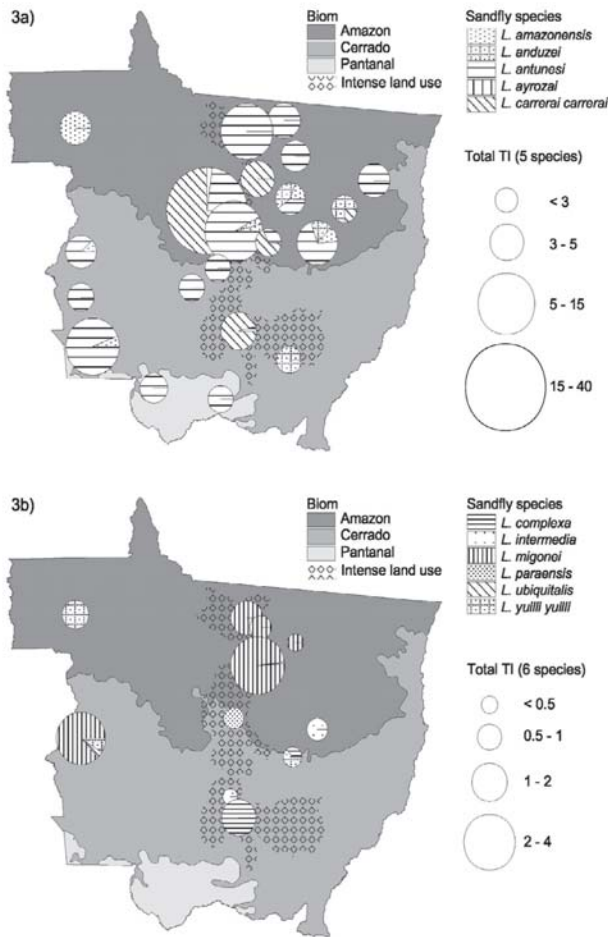 3a)
Biom
Amazon
Cerrado
Pantanal
Intense land use
Sandfly species
L. amazonensis
L. anduzei
L. antunesi
L. ayrozai
L. carrerai carrerai
Total TI (5 species)
< 3
3 - 5
5 - 15
15 - 40
3b)
Biom
Amazon
Cerrado
Pantanal
Intense land use
Sandfly species
L. complexa
L. intermedia
L. migonei
L. paraensis
L. ubiquitalis
L. yuilli yuilli
Total TI (6 species)
< 0.5
0.5 - 1
1 - 2
2 - 4